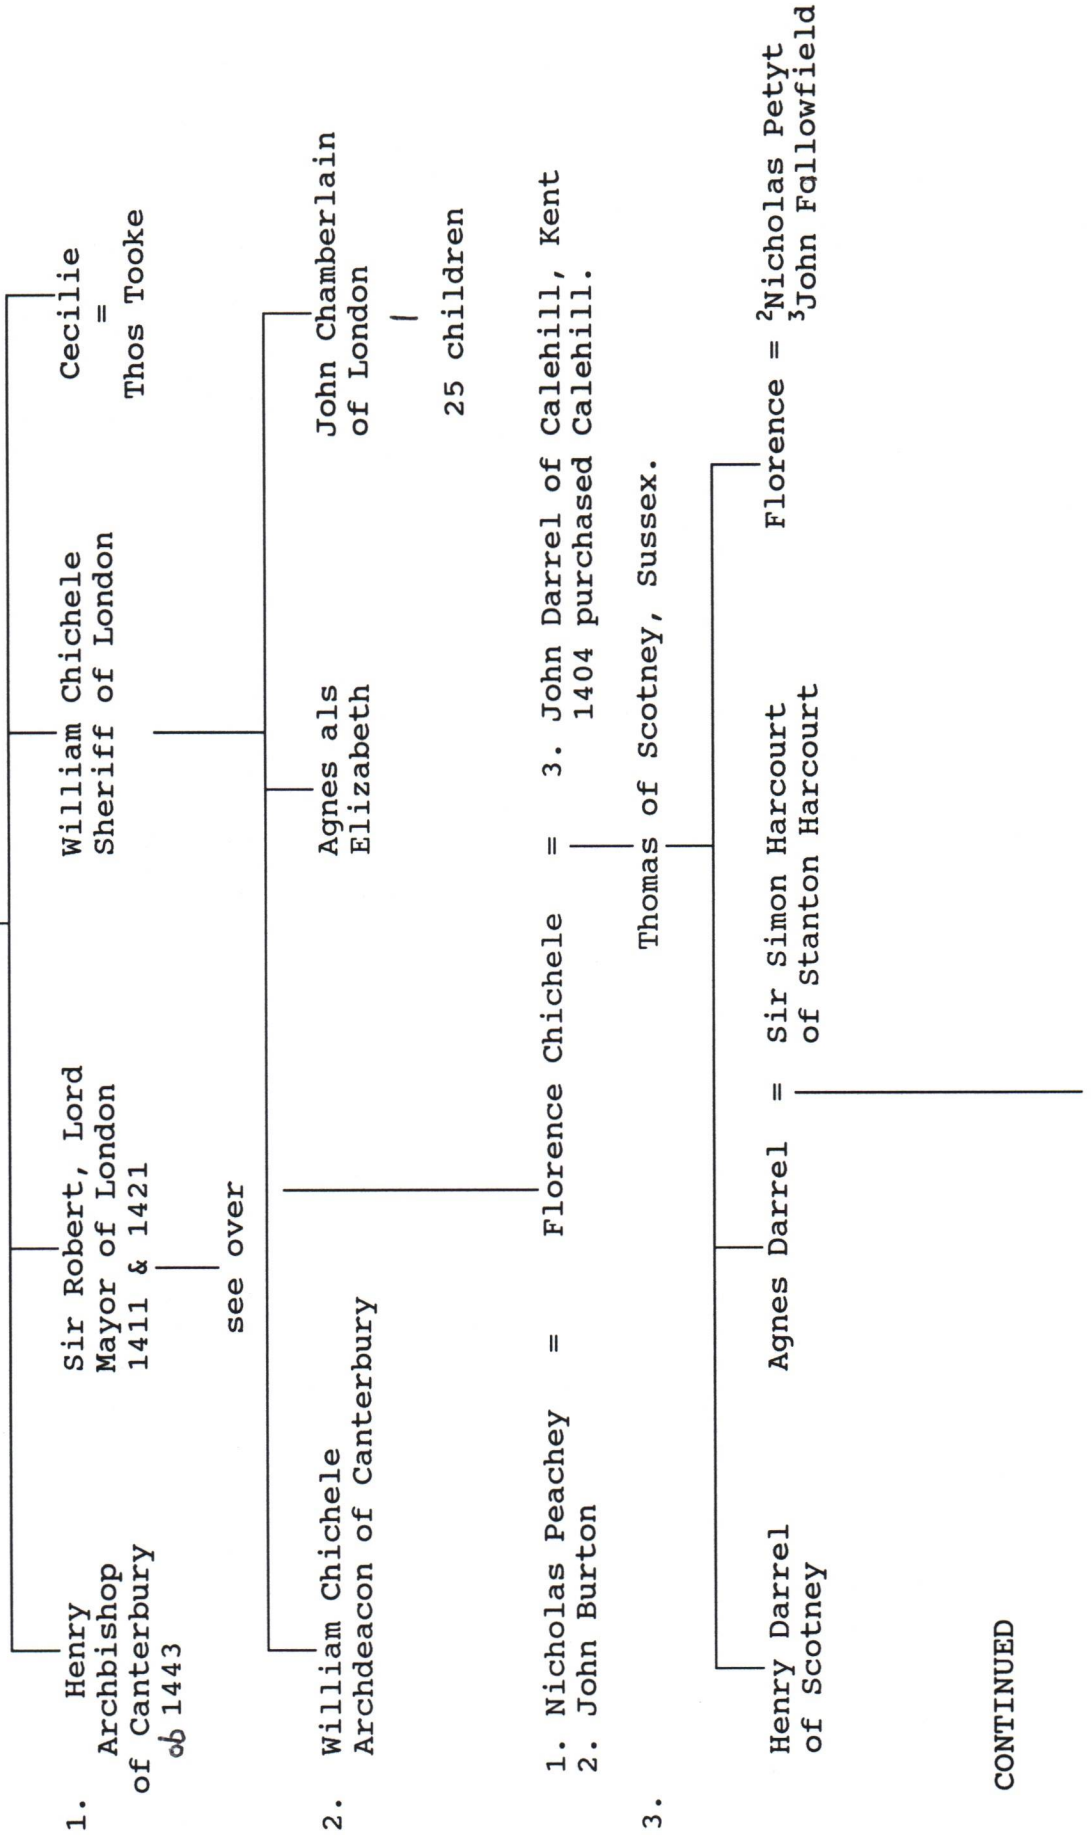 1.
Henry
Archbishop
of Canterbury
ob 1443
Sir Robert, Lord
Mayor of London
1411 & 1421
see over
William Chichele
Sheriff of London
Cecilie
=
Thos Tooke
2.
William Chichele
Archdeacon of Canterbury
Agnes als
Elizabeth
John Chamberlain
of London
25 children
1. Nicholas Peachey = Florence Chichele = 3. John Darrel of Calehill, Kent
2. John Burton
1404 purchased Calehill.
3.
Thomas of Scotney, Sussex.
Henry Darrel
of Scotney
Agnes Darrel = Sir Simon Harcourt
of Stanton Harcourt
Florence = ²Nicholas Petyt
³John Fallowfield
CONTINUED